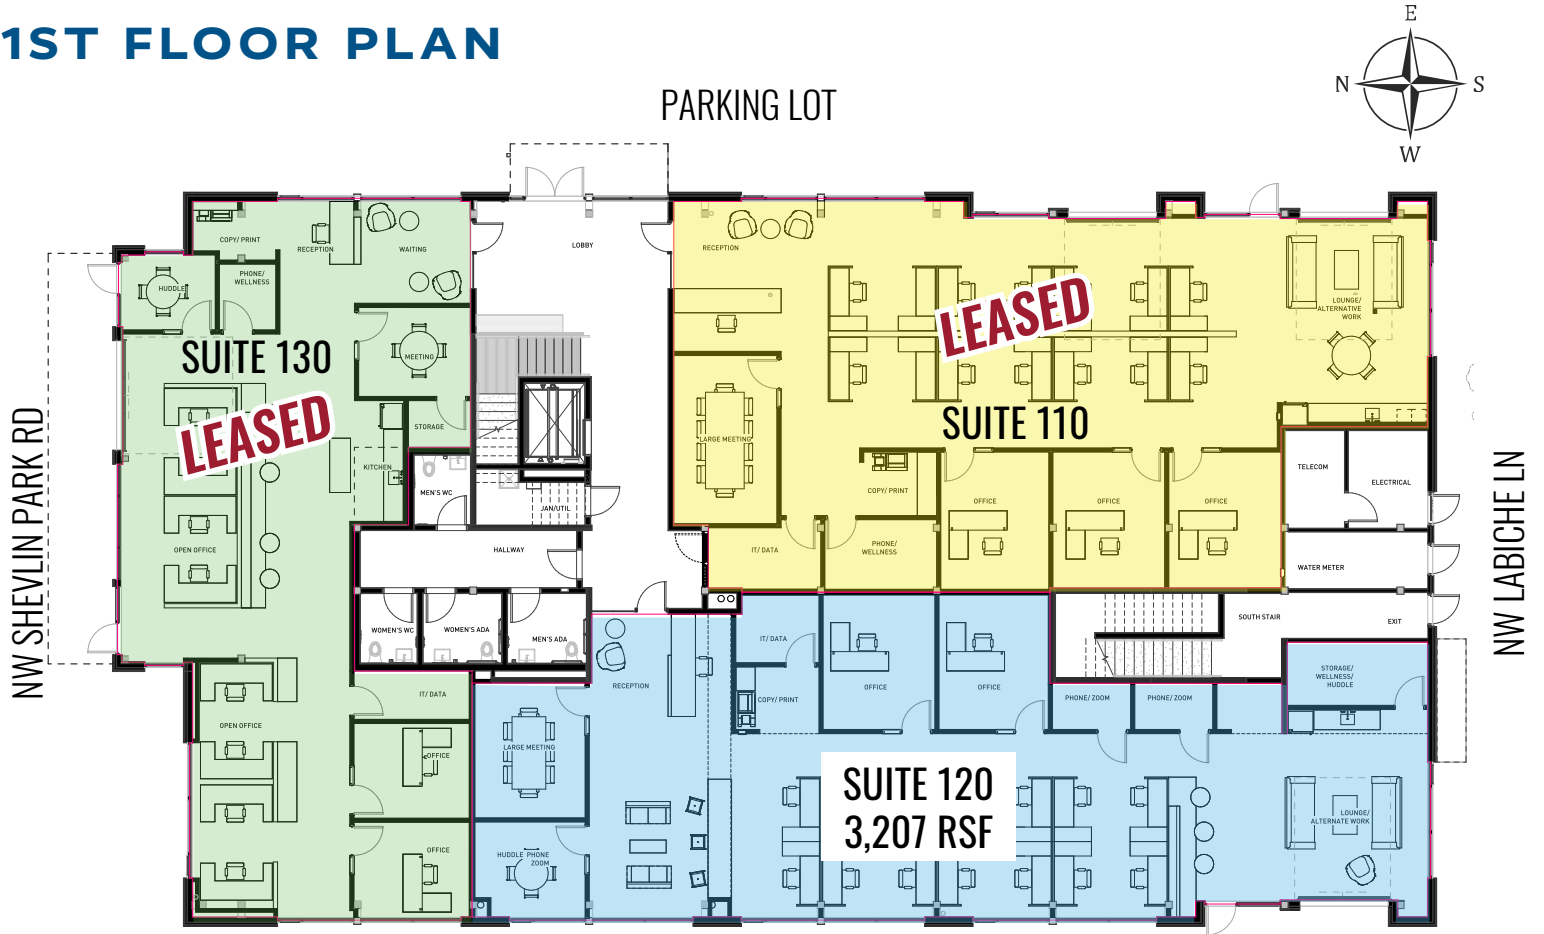 1ST FLOOR PLAN
E
N
S
W
PARKING LOT
COPY/ PRINT
RECEPTION
WAITING
LOBBY
RECEPTION
HUDDLE
PHONE/
WELLNESS
LOUNGE/
ALTERNATIVE
WORK
SUITE 130
LEASED
MEETING
LEASED
SUITE 110
STORAGE
LARGE MEETING
KITCHEN
MEN'S WC
JAN/UTIL
COPY/ PRINT
OFFICE
OFFICE
OFFICE
TELECOM
ELECTRICAL
NW SHEVLIN PARK RD
NW LABICHE LN
OPEN OFFICE
HALLWAY
IT/ DATA
PHONE/
WELLNESS
WATER METER
WOMEN'S WC
WOMEN'S ADA
MEN'S ADA
IT/ DATA
SOUTH STAIR
EXIT
IT/ DATA
RECEPTION
COPY/ PRINT
OFFICE
OFFICE
PHONE/ ZOOM
PHONE/ ZOOM
STORAGE/
WELLNESS/
HUDDLE
OPEN OFFICE
OFFICE
LARGE MEETING
SUITE 120
3,207 RSF
LOUNGE/
ALTERNATE WORK
OFFICE
HUDDLE PHONE
ZOOM